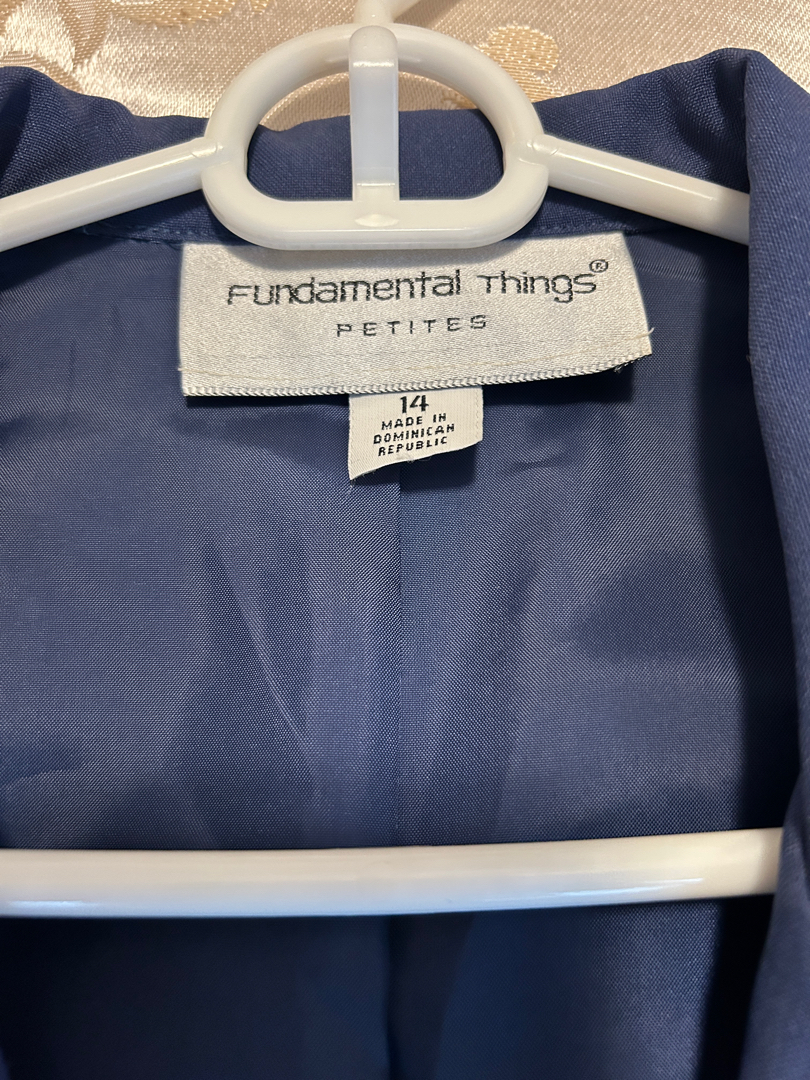 Fundamental Things®
PETITES
14
MADE IN
DOMINICAN
REPUBLIC